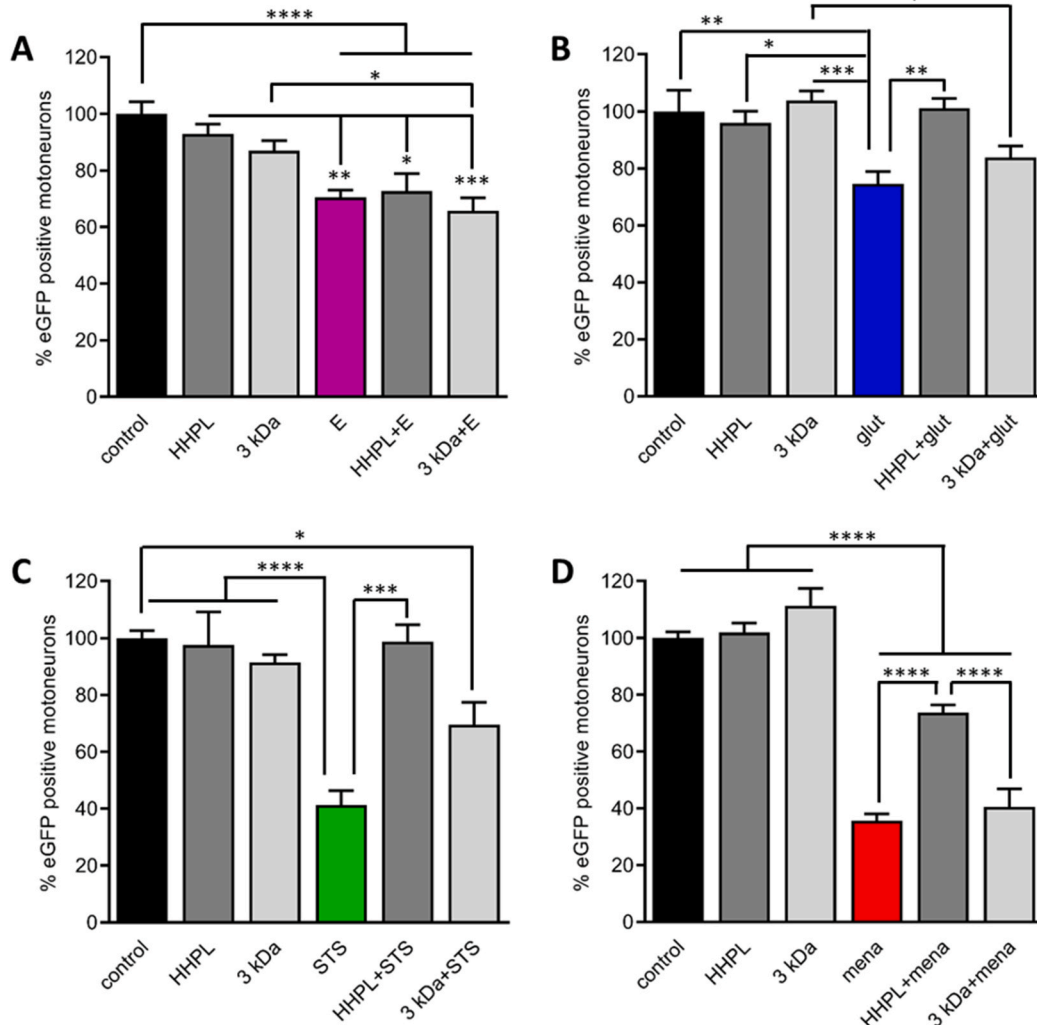 A
****
*
**
*
***
% eGFP positive motoneurons
120
100
80
60
40
20
0
control
HHPL
3 kDa
E
HHPL+E
3 kDa+E
B
**
*
***
**
% eGFP positive motoneurons
120
100
80
60
40
20
0
control
HHPL
3 kDa
glut
HHPL+glut
3 kDa+glut
C
*
****
***
% eGFP positive motoneurons
120
100
80
60
40
20
0
control
HHPL
3 kDa
STS
HHPL+STS
3 kDa+STS
D
****
****
****
% eGFP positive motoneurons
120
100
80
60
40
20
0
control
HHPL
3 kDa
mena
HHPL+mena
3 kDa+mena